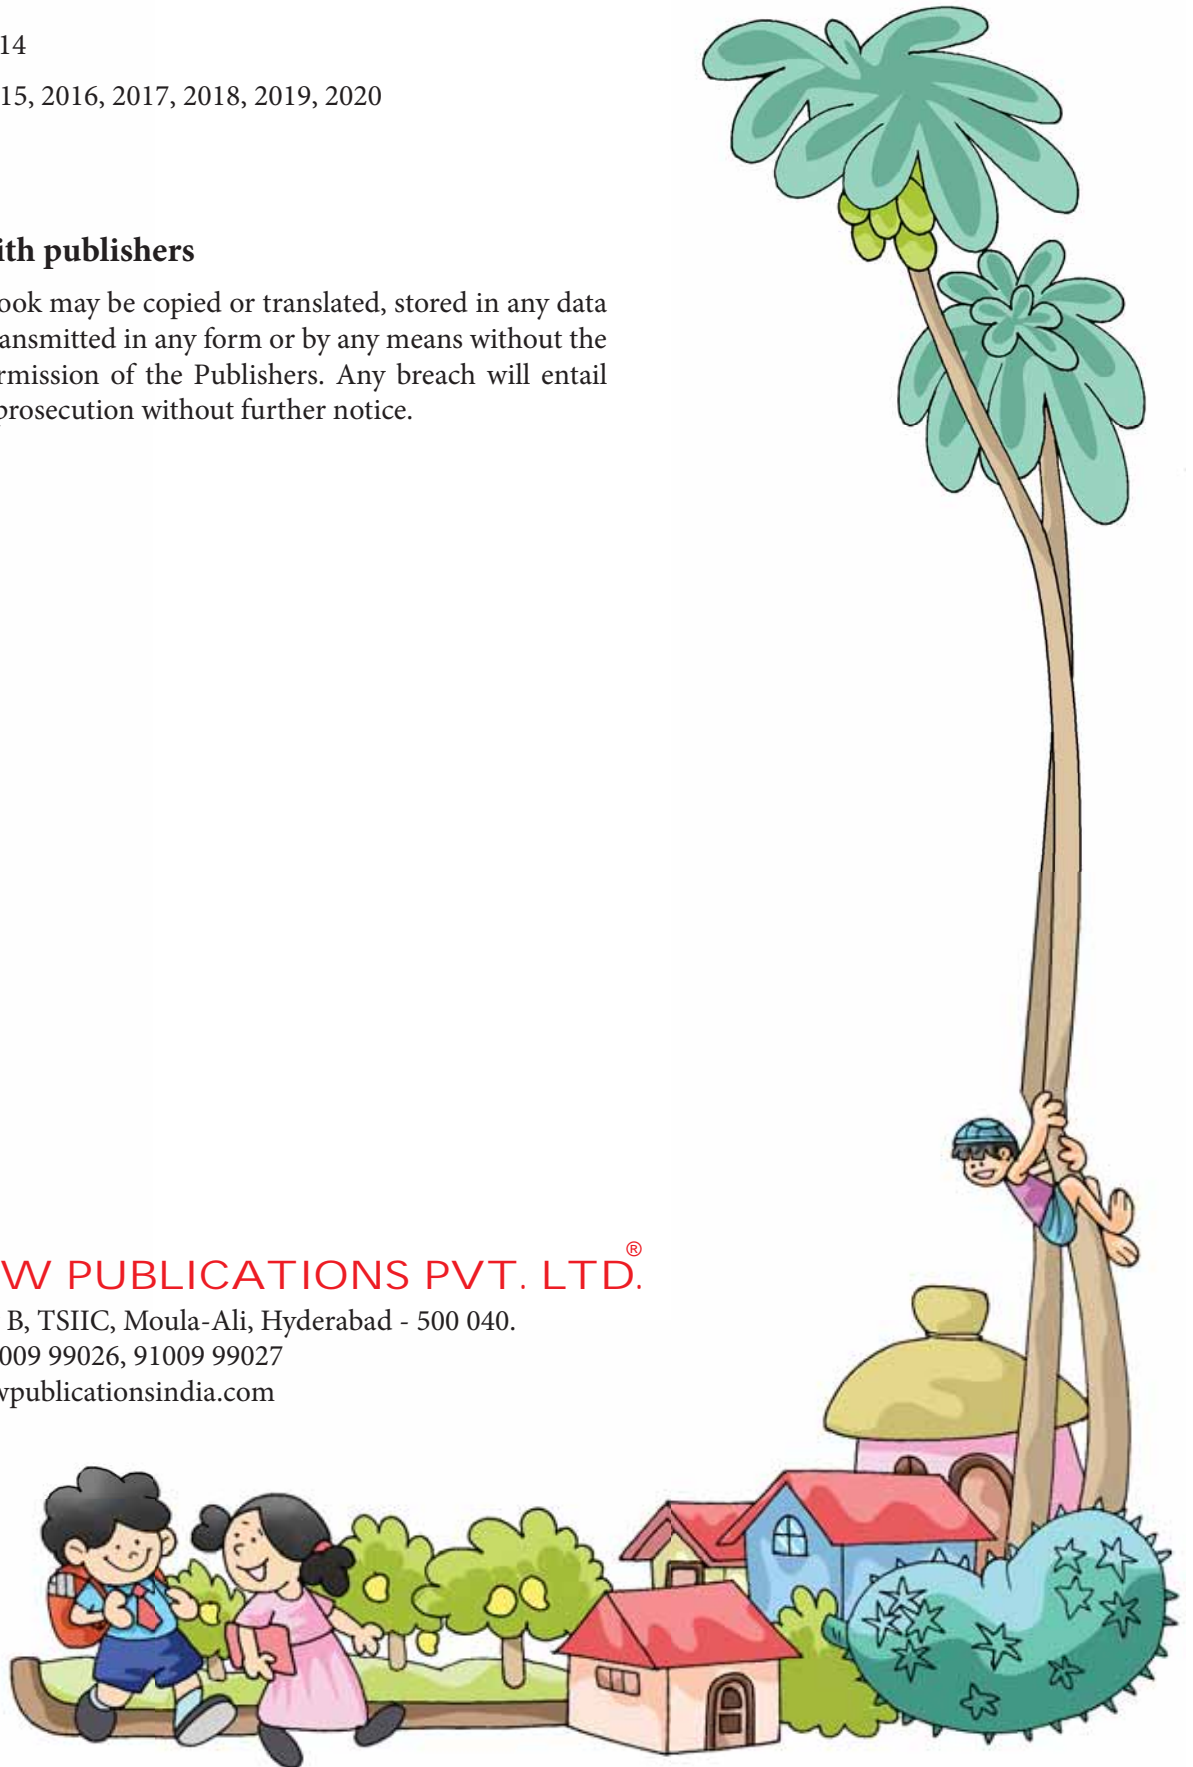 14
15, 2016, 2017, 2018, 2019, 2020
ith publishers
ook may be copied or translated, stored in any data
ansmitted in any form or by any means without the
rmission of the Publishers. Any breach will entail
prosecution without further notice.
W PUBLICATIONS PVT. LTD.®
B, TSIIC, Moula-Ali, Hyderabad - 500 040.
009 99026, 91009 99027
wpublicationsindia.com